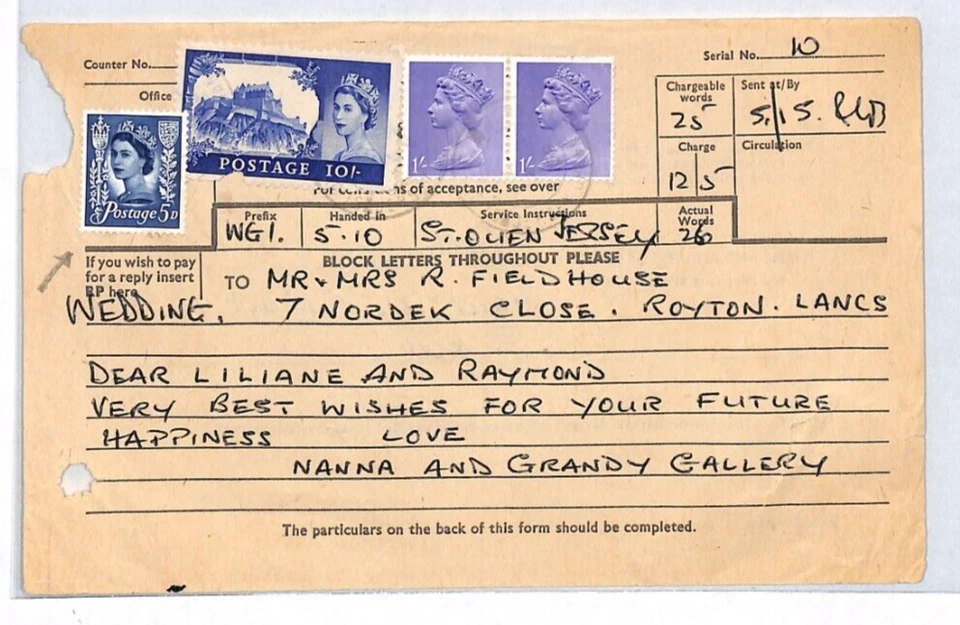 Counter No.
Serial No. 10
Office
POSTAGE 10/-
1/-
1/-
Postage 5D
For of acceptance, see over
Chargeable words
25
Sent at/By
5.15.
Charge
12 5
Circulation
Prefix
WG1.
Handed in
5.10
Service Instructions
ST. OUEN JERSEY
Actual Words
26
If you wish to pay
for a reply insert
RP here
BLOCK LETTERS THROUGHOUT PLEASE
TO MR & MRS R. FIELDHOUSE
WEDDING. 7 NORDEK CLOSE. ROYTON. LANCS
DEAR LILIANE AND RAYMOND
VERY BEST WISHES FOR YOUR FUTURE
HAPPINESS LOVE
NANNA AND GRANDY GALLERY
The particulars on the back of this form should be completed.